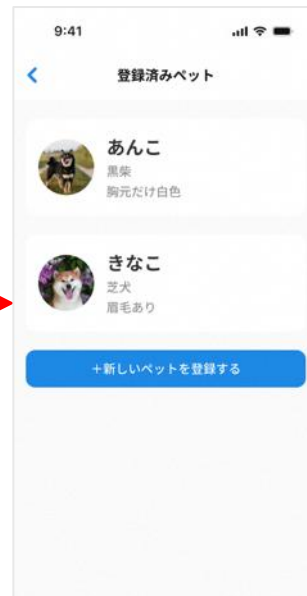 9:41
登録済みペット
あんこ
黒柴
胸元だけ白色
きなこ
芝犬
眉毛あり
+新しいペットを登録する